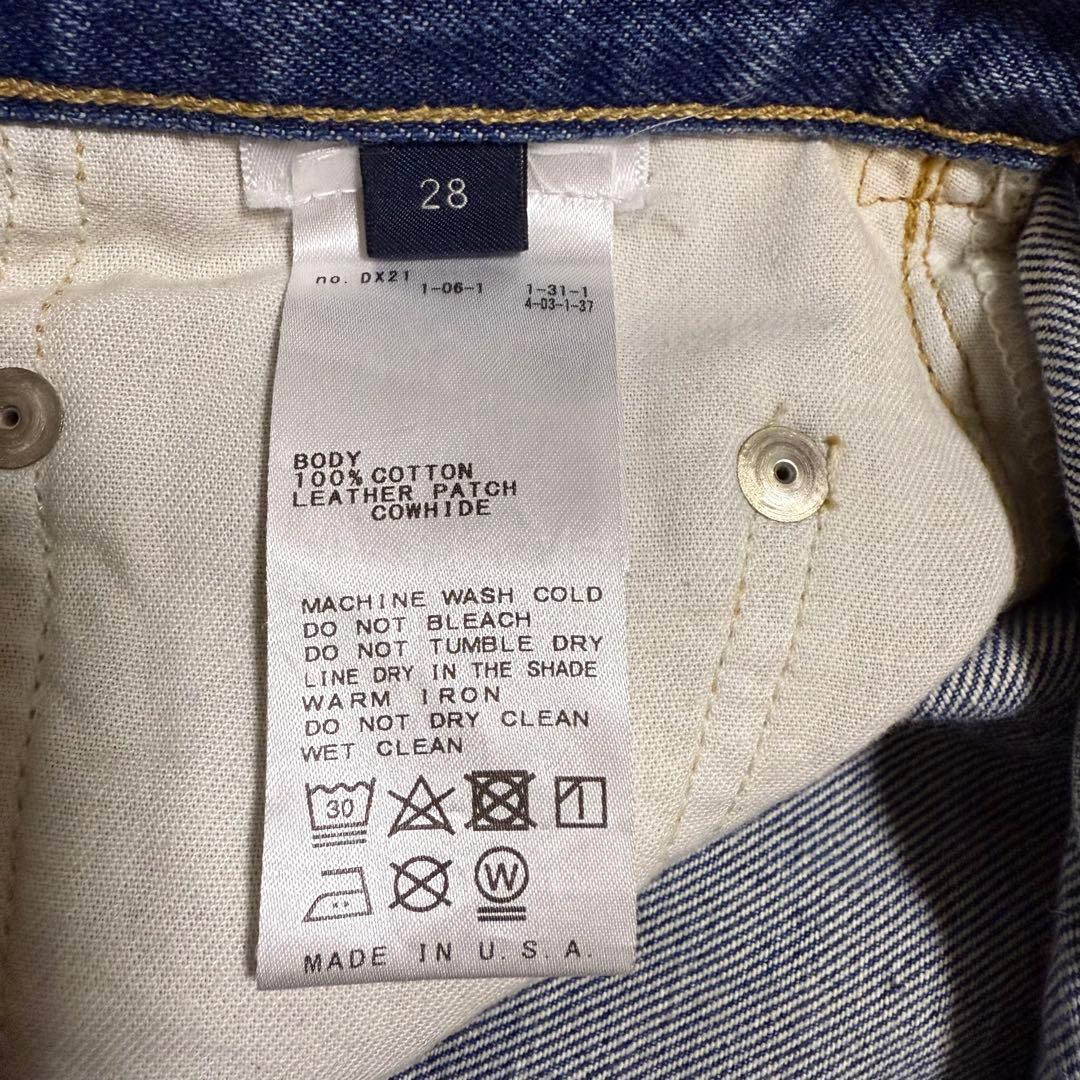 28
no. DX21
1-06-1 1-31-1
4-03-1-37
BODY
100% COTTON
LEATHER PATCH
COWHIDE
MACHINE WASH COLD
DO NOT BLEACH
DO NOT TUMBLE DRY
LINE DRY IN THE SHADE
WARM IRON
DO NOT DRY CLEAN
WET CLEAN
30
W
MADE IN U.S.A.